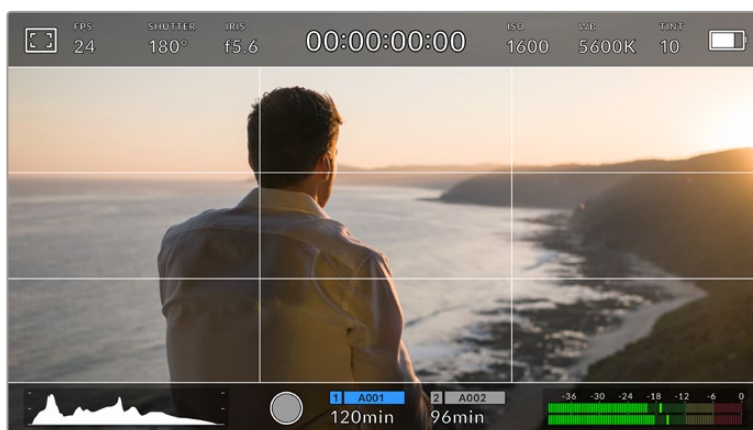 FPS SHUTTER IRIS ISO WB TINT
24 180° f5.6 00:00:00:00 1600 5600K 10
1 A001 2 A002
120min 96min
-36 -30 -24 -18 -12 -6 0